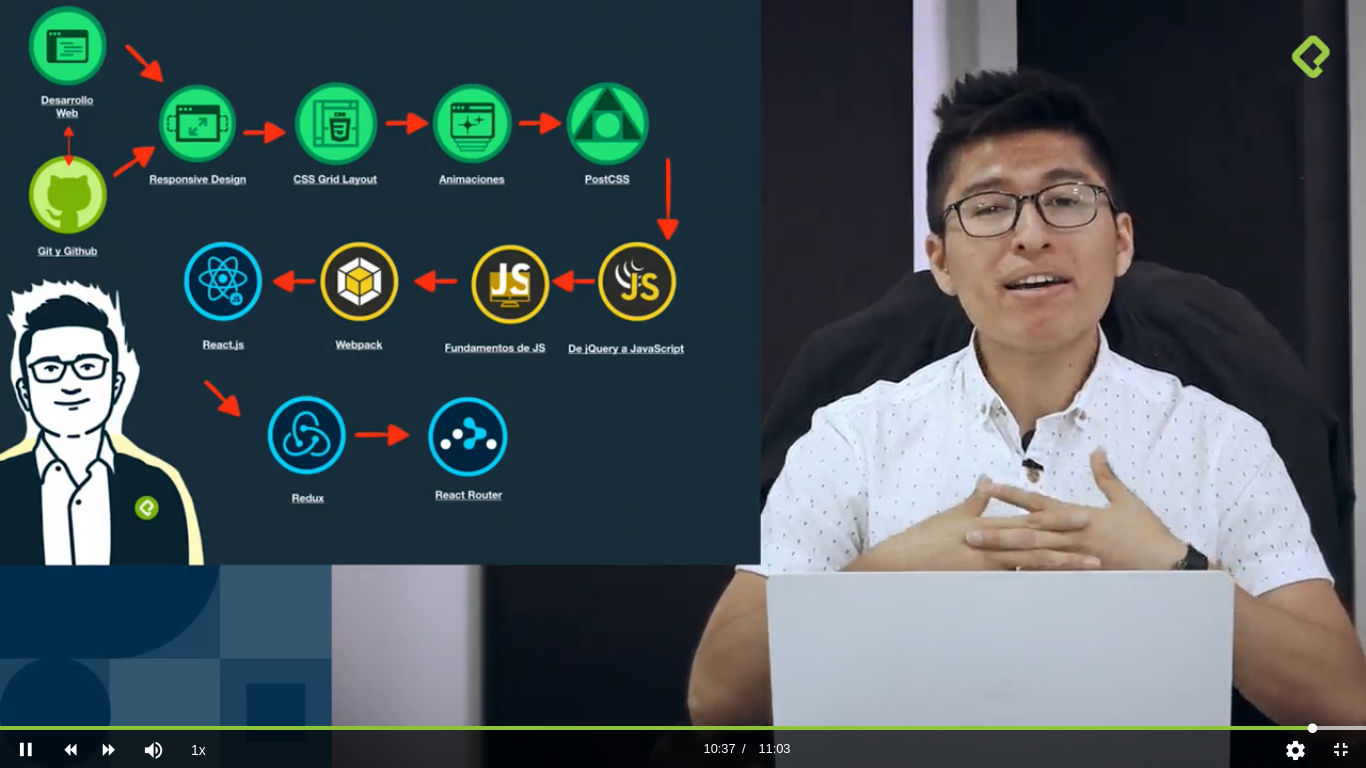 Desarrollo
Web
Responsive Design
CSS Grid Layout
Animaciones
PostCSS
Git y Github
React.js
Webpack
JS
Fundamentos de JS
JS
De jQuery a JavaScript
Redux
React Router
1x
10:37 / 11:03